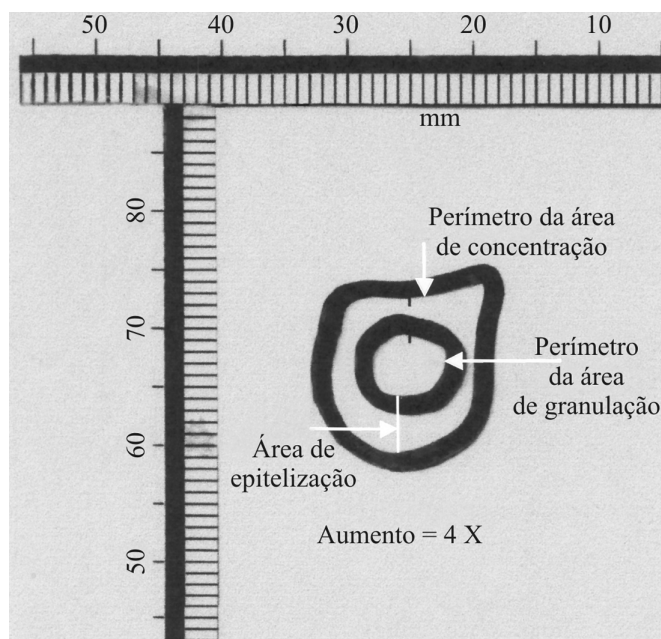 50 40 30 20 10
mm
80
70
60
50
Perímetro da área
de concentração
Perímetro
da área
de granulação
Área de
epitelização
Aumento = 4 X